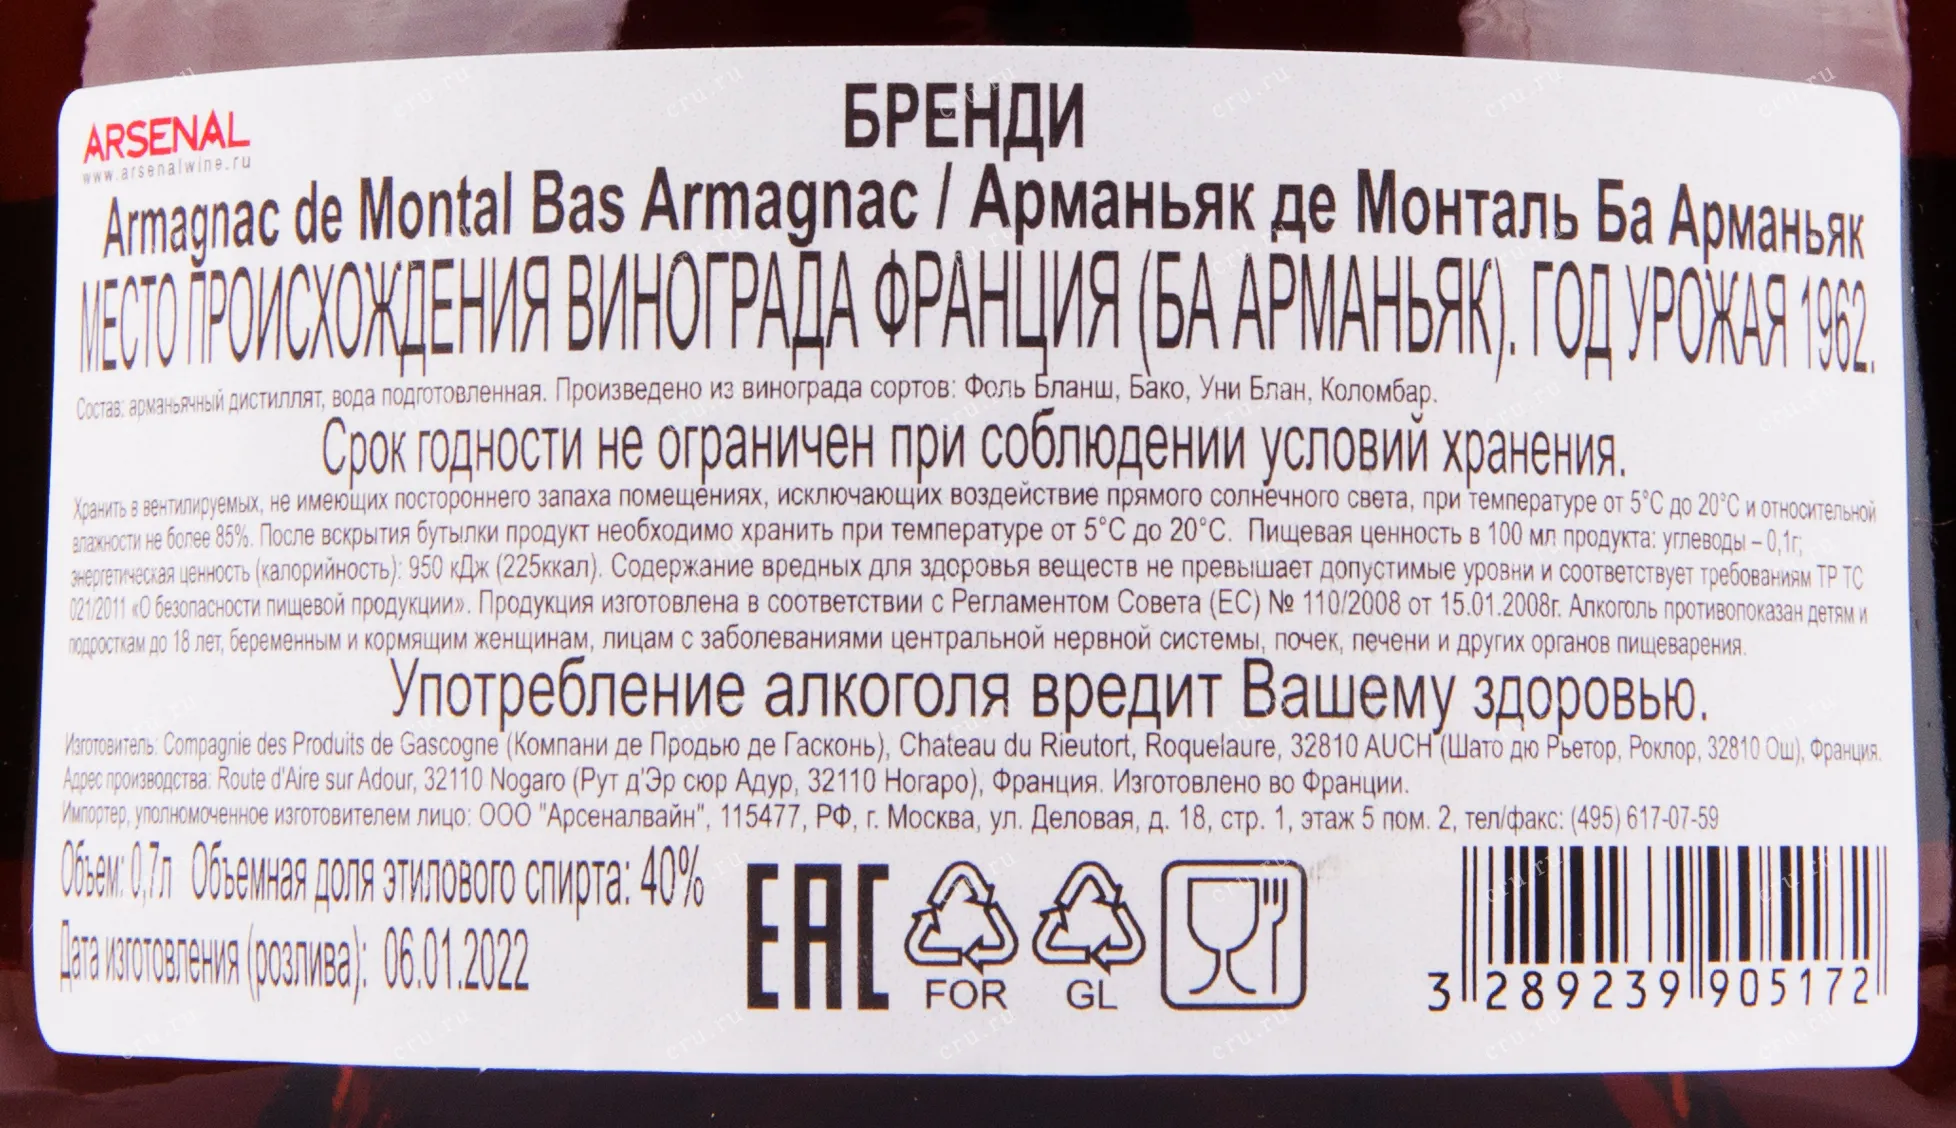 БРЕНДИ
ARSENAL
www.arsenalwine.ru
Armagnac de Montal Bas Armagnac / Арманьяк де Монталь Ба Арманьяк
МЕСТО ПРОИСХОЖДЕНИЯ ВИНОГРАДА ФРАНЦИЯ (БА АРМАНЬЯК). ГОД УРОЖАЯ 1962.
Состав: арманьячный дистиллят, вода подготовленная. Произведено из винограда сортов: Фоль Бланш, Бако, Уни Блан, Коломбар.
Срок годности не ограничен при соблюдении условий хранения.
Хранить в вентилируемых, не имеющих постороннего запаха помещениях, исключающих воздействие прямого солнечного света, при температуре от 5°С до 20°С и относительной
влажности не более 85%. После вскрытия бутылки продукт необходимо хранить при температуре от 5°С до 20°С. Пищевая ценность в 100 мл продукта: углеводы – 0,1г;
энергетическая ценность (калорийность): 950 кДж (225ккал). Содержание вредных для здоровья веществ не превышает допустимые уровни и соответствует требованиям ТР ТС
021/2011 «О безопасности пищевой продукции». Продукция изготовлена в соответствии с Регламентом Совета (ЕС) № 110/2008 от 15.01.2008г. Алкоголь противопоказан детям и
подросткам до 18 лет, беременным и кормящим женщинам, лицам с заболеваниями центральной нервной системы, почек, печени и других органов пищеварения.
Употребление алкоголя вредит Вашему здоровью.
Изготовитель: Compagnie des Produits de Gascogne (Компани де Продью де Гасконь), Chateau du Rieutort, Roquelaure, 32810 AUCH (Шато дю Рьетор, Роклор, 32810 Ош), Франция.
Адрес производства: Route d'Aire sur Adour, 32110 Nogaro (Рут д'Эр сюр Адур, 32110 Ногаро), Франция. Изготовлено во Франции.
Импортер, уполномоченное изготовителем лицо: ООО "Арсеналвайн", 115477, РФ, г. Москва, ул. Деловая, д. 18, стр. 1, этаж 5 пом. 2, тел/факс: (495) 617-07-59
Объем: 0,7л Объемная доля этилового спирта: 40%
Дата изготовления (розлива): 06.01.2022
EAC
FOR
GL
3 289239 905172
cru.ru